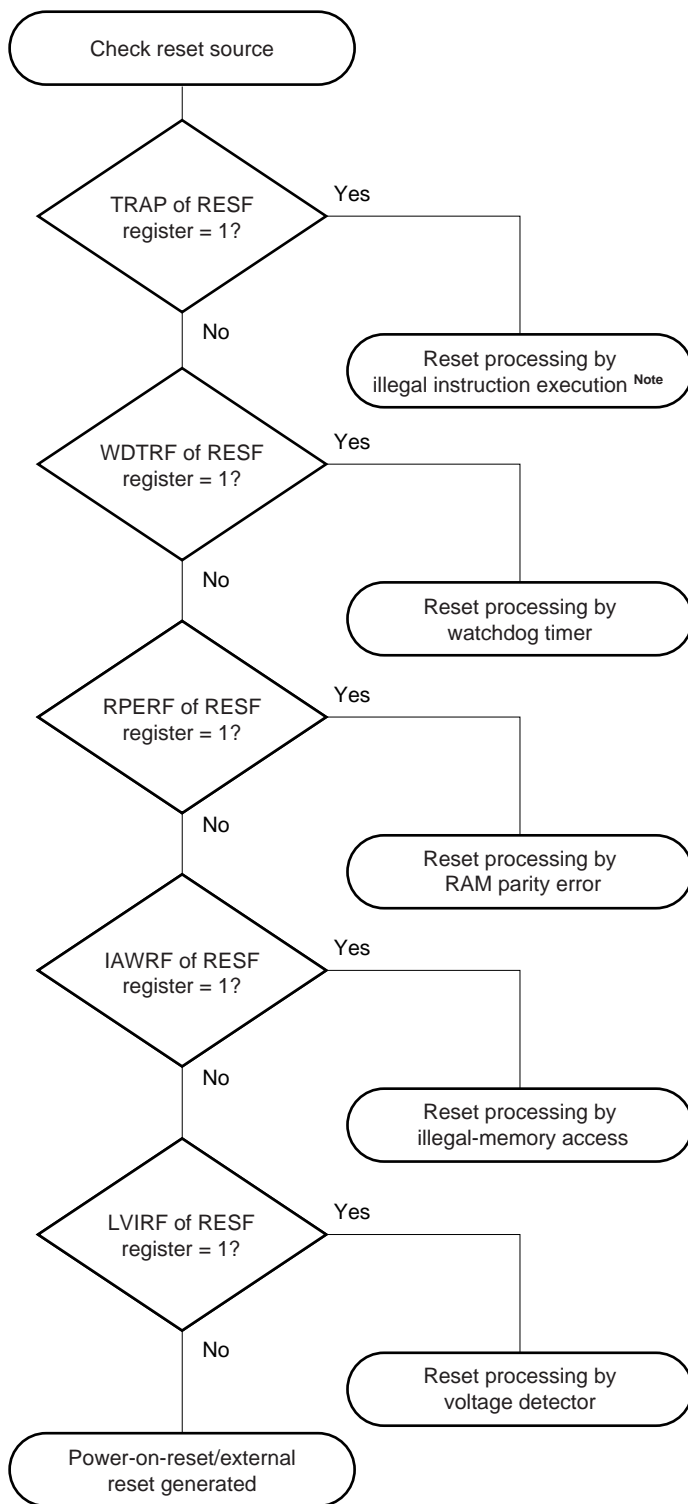 Check reset source
TRAP of RESF
register = 1?
Yes
No
Reset processing by
illegal instruction execution Note
WDTRF of RESF
register = 1?
Yes
No
Reset processing by
watchdog timer
RPERF of RESF
register = 1?
Yes
No
Reset processing by
RAM parity error
IAWRF of RESF
register = 1?
Yes
No
Reset processing by
illegal-memory access
LVIRF of RESF
register = 1?
Yes
No
Reset processing by
voltage detector
Power-on-reset/external
reset generated